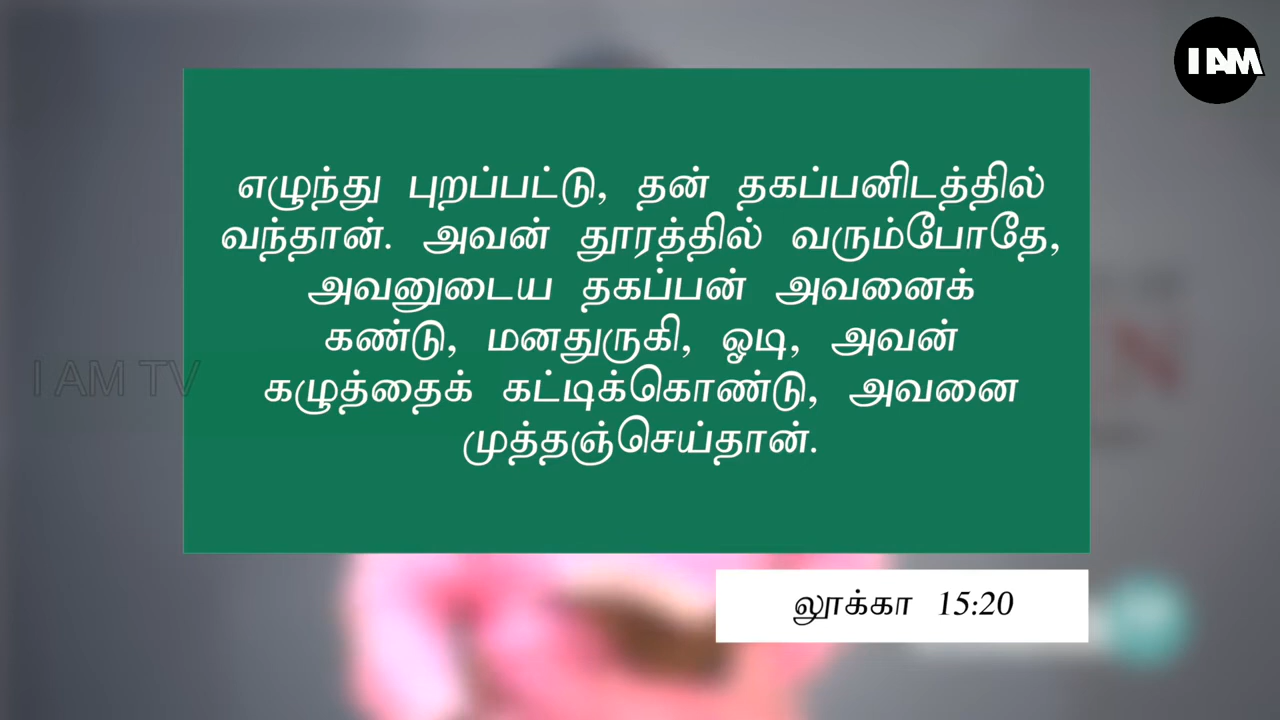 I AM
எழுந்து புறப்பட்டு, தன் தகப்பனிடத்தில்
வந்தான். அவன் தூரத்தில் வரும்போதே,
அவனுடைய தகப்பன் அவனைக்
கண்டு, மனதுருகி, ஓடி, அவன்
கழுத்தைக் கட்டிக்கொண்டு, அவனை
முத்தஞ்செய்தான்.
I AM TV
லூக்கா 15:20